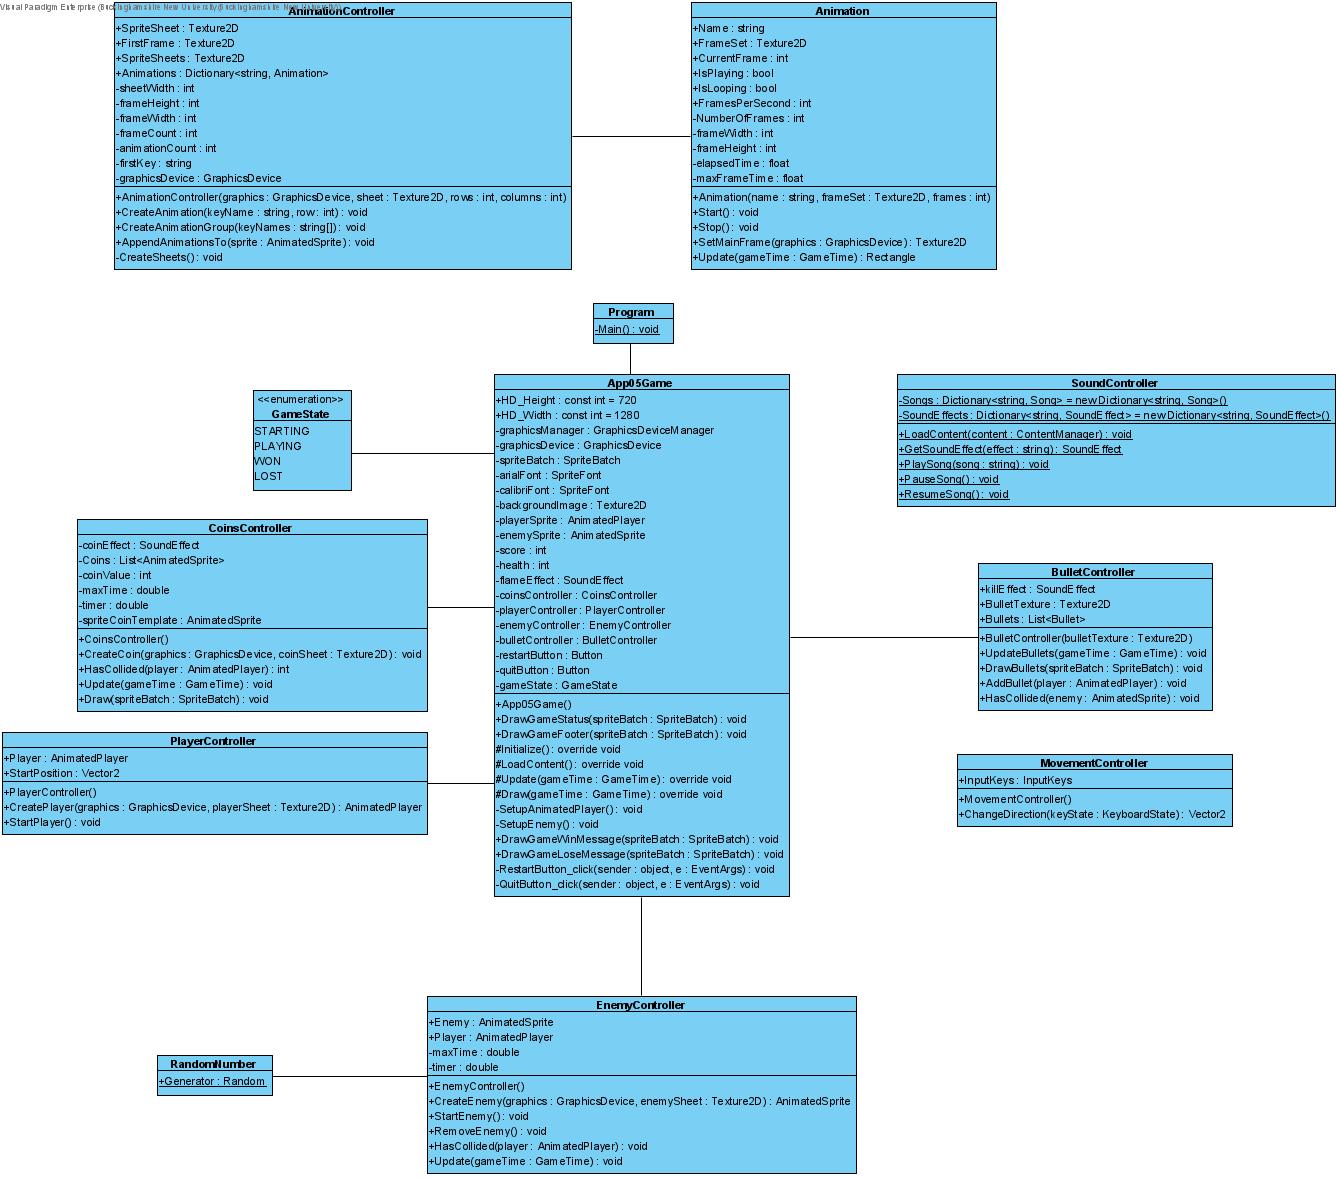 Visual Paradigm Enterprise (Buckinghamshire New University(Buckinghamshire New University))
AnimationController
+SpriteSheet : Texture2D
+FirstFrame : Texture2D
+SpriteSheets : Texture2D
+Animations : Dictionary<string, Animation>
-sheetWidth : int
-frameHeight : int
-frameWidth : int
-frameCount : int
-animationCount : int
-firstKey : string
-graphicsDevice : GraphicsDevice
+AnimationController(graphics : GraphicsDevice, sheet : Texture2D, rows : int, columns : int)
+CreateAnimation(keyName : string, row : int) : void
+CreateAnimationGroup(keyNames : string[]) : void
+AppendAnimationsTo(sprite : AnimatedSprite) : void
-CreateSheets() : void
Animation
+Name : string
+FrameSet : Texture2D
+CurrentFrame : int
+IsPlaying : bool
+IsLooping : bool
+FramesPerSecond : int
-NumberOfFrames : int
-frameWidth : int
-frameHeight : int
-elapsedTime : float
-maxFrameTime : float
+Animation(name : string, frameSet : Texture2D, frames : int)
+Start() : void
+Stop() : void
+SetMainFrame(graphics : GraphicsDevice) : Texture2D
+Update(gameTime : GameTime) : Rectangle
Program
-Main() : void
<<enumeration>>
GameState
STARTING
PLAYING
WON
LOST
App05Game
+HD_Height : const int = 720
+HD_Width : const int = 1280
-graphicsManager : GraphicsDeviceManager
-graphicsDevice : GraphicsDevice
-spriteBatch : SpriteBatch
-arialFont : SpriteFont
-calibriFont : SpriteFont
-backgroundImage : Texture2D
-playerSprite : AnimatedPlayer
-enemySprite : AnimatedSprite
-score : int
-health : int
-flameEffect : SoundEffect
-coinsController : CoinsController
-playerController : PlayerController
-enemyController : EnemyController
-bulletController : BulletController
-restartButton : Button
-quitButton : Button
-gameState : GameState
+App05Game()
+DrawGameStatus(spriteBatch : SpriteBatch) : void
+DrawGameFooter(spriteBatch : SpriteBatch) : void
#Initialize() : override void
#LoadContent() : override void
#Update(gameTime : GameTime) : override void
#Draw(gameTime : GameTime) : override void
-SetupAnimatedPlayer() : void
-SetupEnemy() : void
+DrawGameWinMessage(spriteBatch : SpriteBatch) : void
+DrawGameLoseMessage(spriteBatch : SpriteBatch) : void
-RestartButton_click(sender : object, e : EventArgs) : void
-QuitButton_click(sender : object, e : EventArgs) : void
SoundController
-Songs : Dictionary<string, Song> = new Dictionary<string, Song>()
-SoundEffects : Dictionary<string, SoundEffect> = new Dictionary<string, SoundEffect>()
+LoadContent(content : ContentManager) : void
+GetSoundEffect(effect : string) : SoundEffect
+PlaySong(song : string) : void
+PauseSong() : void
+ResumeSong() : void
CoinsController
-coinEffect : SoundEffect
-Coins : List<AnimatedSprite>
-coinValue : int
-maxTime : double
-timer : double
-spriteCoinTemplate : AnimatedSprite
+CoinsController()
+CreateCoin(graphics : GraphicsDevice, coinSheet : Texture2D) : void
+HasCollided(player : AnimatedPlayer) : int
+Update(gameTime : GameTime) : void
+Draw(spriteBatch : SpriteBatch) : void
BulletController
+killEffect : SoundEffect
+BulletTexture : Texture2D
+Bullets : List<Bullet>
+BulletController(bulletTexture : Texture2D)
+UpdateBullets(gameTime : GameTime) : void
+DrawBullets(spriteBatch : SpriteBatch) : void
+AddBullet(player : AnimatedPlayer) : void
+HasCollided(enemy : AnimatedSprite) : void
PlayerController
+Player : AnimatedPlayer
+StartPosition : Vector2
+PlayerController()
+CreatePlayer(graphics : GraphicsDevice, playerSheet : Texture2D) : AnimatedPlayer
+StartPlayer() : void
MovementController
+InputKeys : InputKeys
+MovementController()
+ChangeDirection(keyState : KeyboardState) : Vector2
EnemyController
+Enemy : AnimatedSprite
+Player : AnimatedPlayer
-maxTime : double
-timer : double
+EnemyController()
+CreateEnemy(graphics : GraphicsDevice, enemySheet : Texture2D) : AnimatedSprite
+StartEnemy() : void
+RemoveEnemy() : void
+HasCollided(player : AnimatedPlayer) : void
+Update(gameTime : GameTime) : void
RandomNumber
+Generator : Random